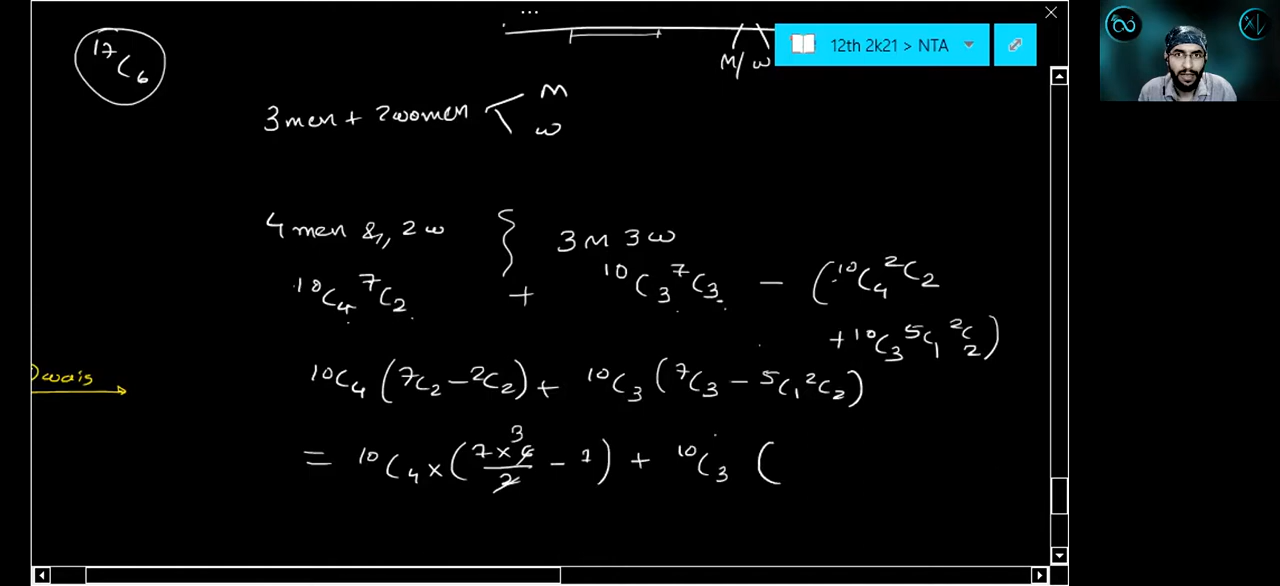 ...
12th 2k21 > NTA
¹⁷C₆
M/ W
3 men + 2 women
M
W
4 men &, 2 w } 3 M 3 w
¹⁰C₄ ⁷C₂ + ¹⁰C₃ ⁷C₃ - (¹⁰C₄ ²C₂
+ ¹⁰C₃ ⁵C₁ ²C₂)
¹⁰C₄ (⁷C₂ - ²C₂) + ¹⁰C₃ (⁷C₃ - ⁵C₁ ²C₂)
= ¹⁰C₄ × (7 × 6 3 / 2 - 1) + ¹⁰C₃ (